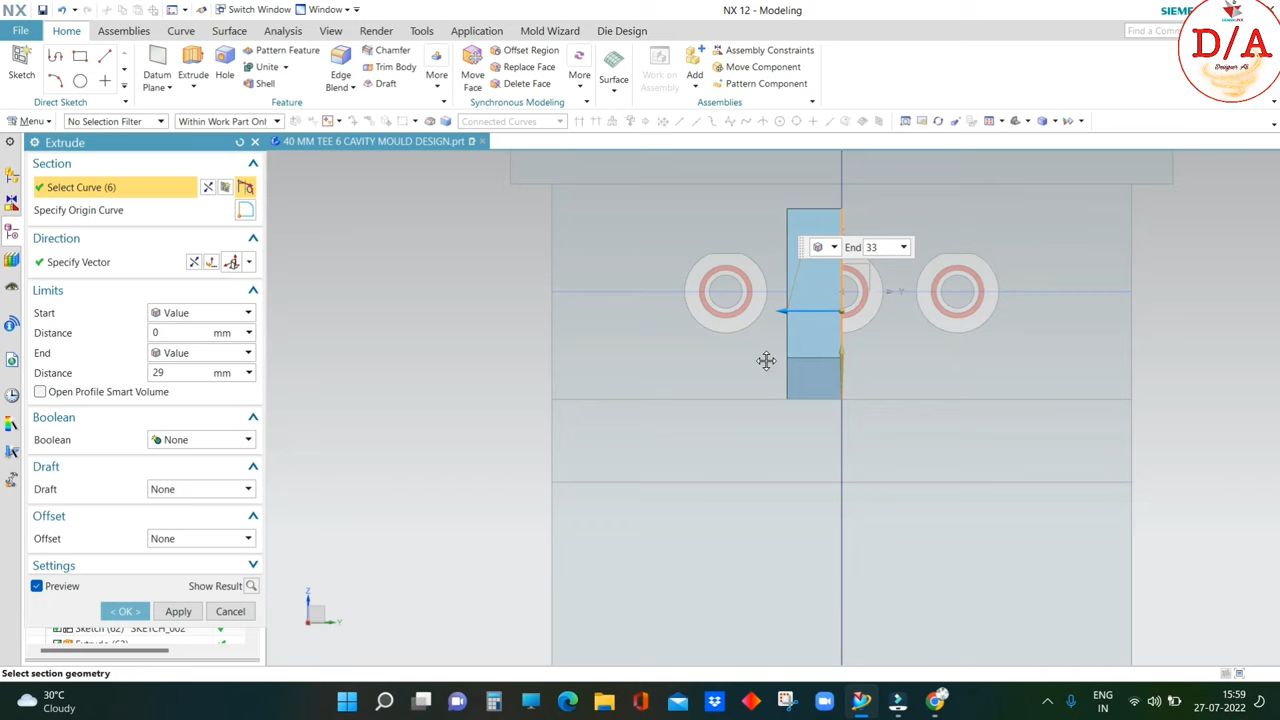 NX
Switch Window
Window
NX 12 - Modeling
SIEM
File
Home
Assemblies
Curve
Surface
Analysis
View
Render
Tools
Application
Mold Wizard
Die Design
Find a Com
D/A
Designer
Sketch
Direct Sketch
Datum
Plane
Extrude
Hole
Pattern Feature
Unite
Shell
Edge
Blend
Chamfer
Trim Body
Draft
More
Feature
Move
Face
Offset Region
Replace Face
Delete Face
More
Synchronous Modeling
Surface
Work on
Assembly
Add
Assembly Constraints
Move Component
Pattern Component
Assemblies
Menu
No Selection Filter
Within Work Part Only
Connected Curves
Extrude
40 MM TEE 6 CAVITY MOULD DESIGN.prt
Section
Select Curve (6)
Specify Origin Curve
Direction
Specify Vector
Limits
Start
Value
Distance
0 mm
End
Value
Distance
29 mm
Open Profile Smart Volume
Boolean
Boolean
None
Draft
Draft
None
Offset
Offset
None
Settings
Preview
Show Result
< OK >
Apply
Cancel
Sketch (62) "SKETCH_002"
End 33
Y
Z
Y
Select section geometry
30°C
Cloudy
ENG
IN
15:59
27-07-2022